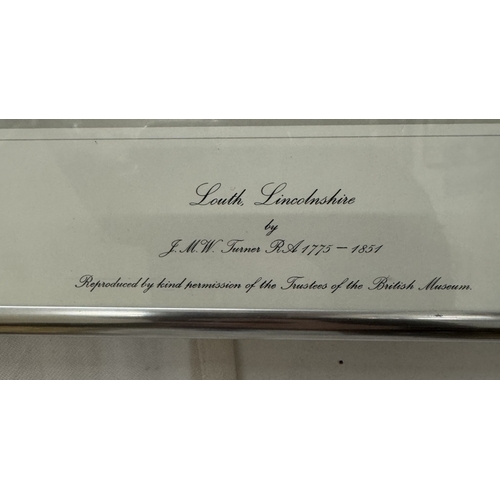 Louth, Lincolnshire
by
J.M.W. Turner R.A. 1775 – 1851
Reproduced by kind permission of the Trustees of the British Museum.